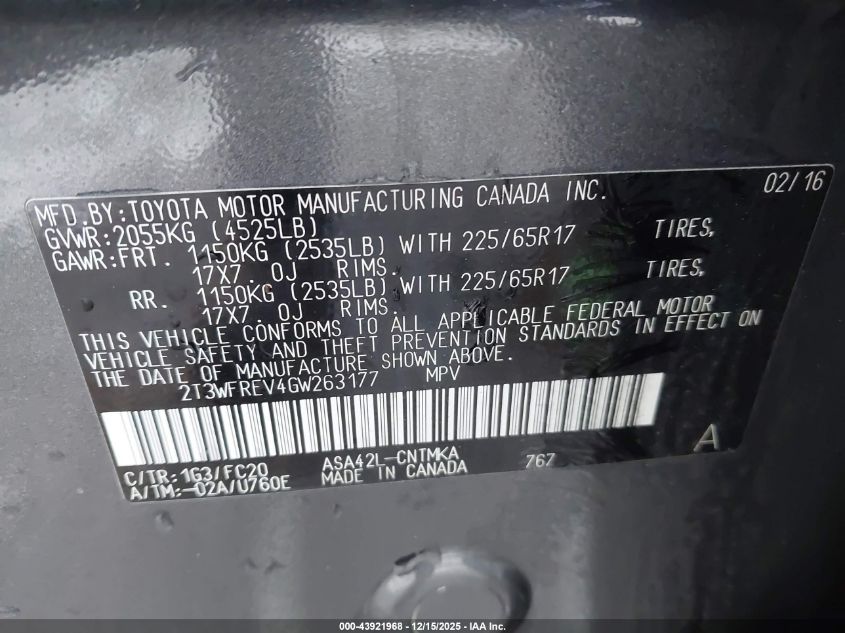 MFD.BY:TOYOTA MOTOR MANUFACTURING CANADA INC. 02/16
GVWR:2055KG (4525LB)
GAWR:FRT. 1150KG (2535LB) WITH 225/65R17 TIRES,
17X7. 0J RIMS.
RR. 1150KG (2535LB) WITH 225/65R17 TIRES,
17X7. 0J RIMS.
THIS VEHICLE CONFORMS TO ALL APPLICABLE FEDERAL MOTOR
VEHICLE SAFETY AND THEFT PREVENTION STANDARDS IN EFFECT ON
THE DATE OF MANUFACTURE SHOWN ABOVE.
2T3WFREV4GW263177 MPV
A
C/TR:1G3/FC20 ASA42L-CNTMKA 767
A/TM:-02A/U760E MADE IN CANADA
000-43921968 - 12/15/2025 - IAA Inc.